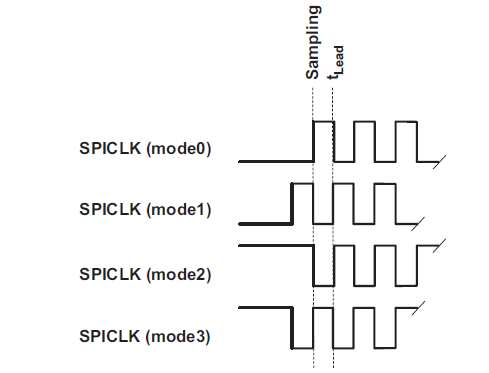 Sampling
tLead
SPICLK (mode0)
SPICLK (mode1)
SPICLK (mode2)
SPICLK (mode3)